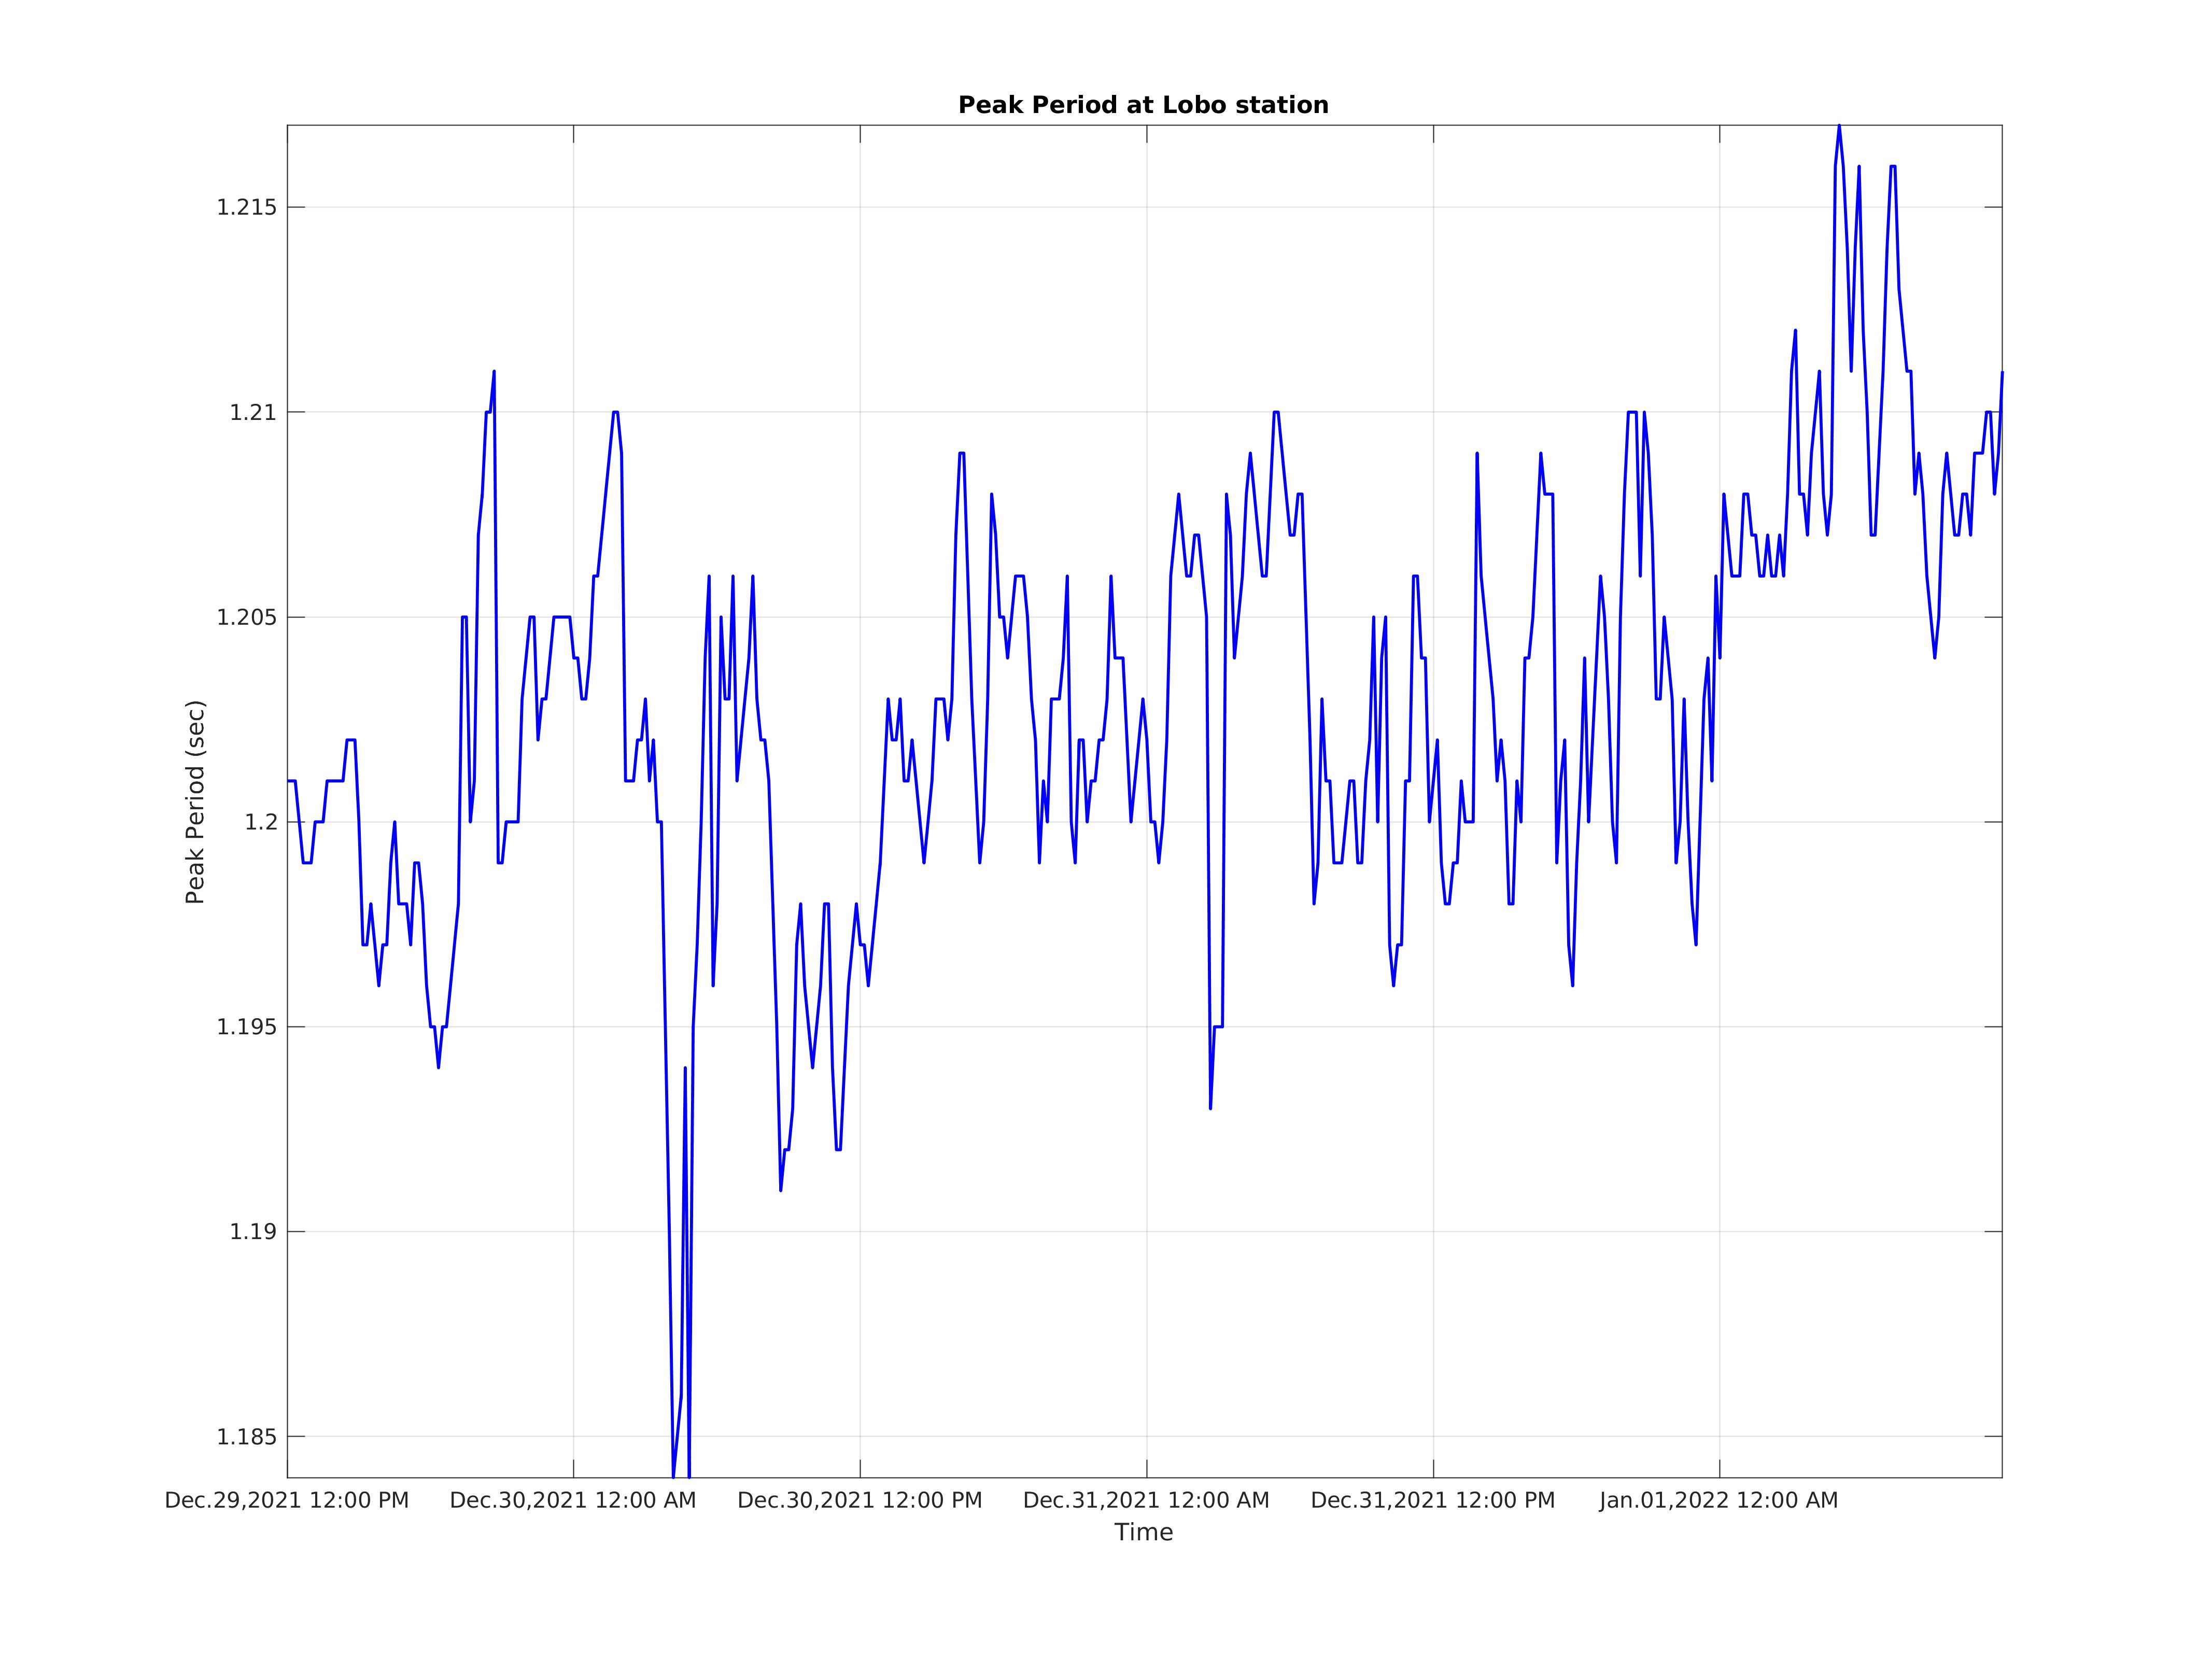 Peak Period at Lobo station
1.215
1.21
1.205
1.2
1.195
1.19
1.185
Peak Period (sec)
Dec.29,2021 12:00 PM Dec.30,2021 12:00 AM Dec.30,2021 12:00 PM Dec.31,2021 12:00 AM Dec.31,2021 12:00 PM Jan.01,2022 12:00 AM
Time